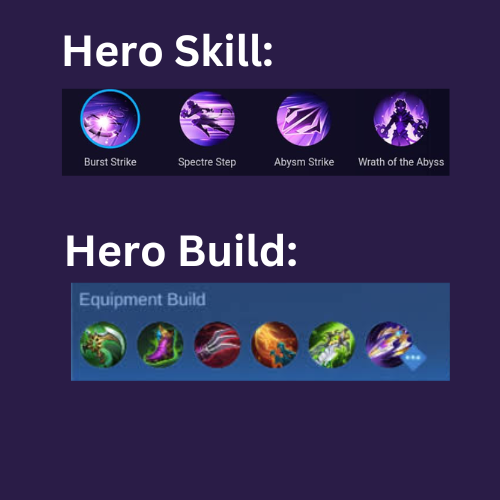 Hero Skill:
Burst Strike Spectre Step Abysm Strike Wrath of the Abyss
Hero Build:
Equipment Build